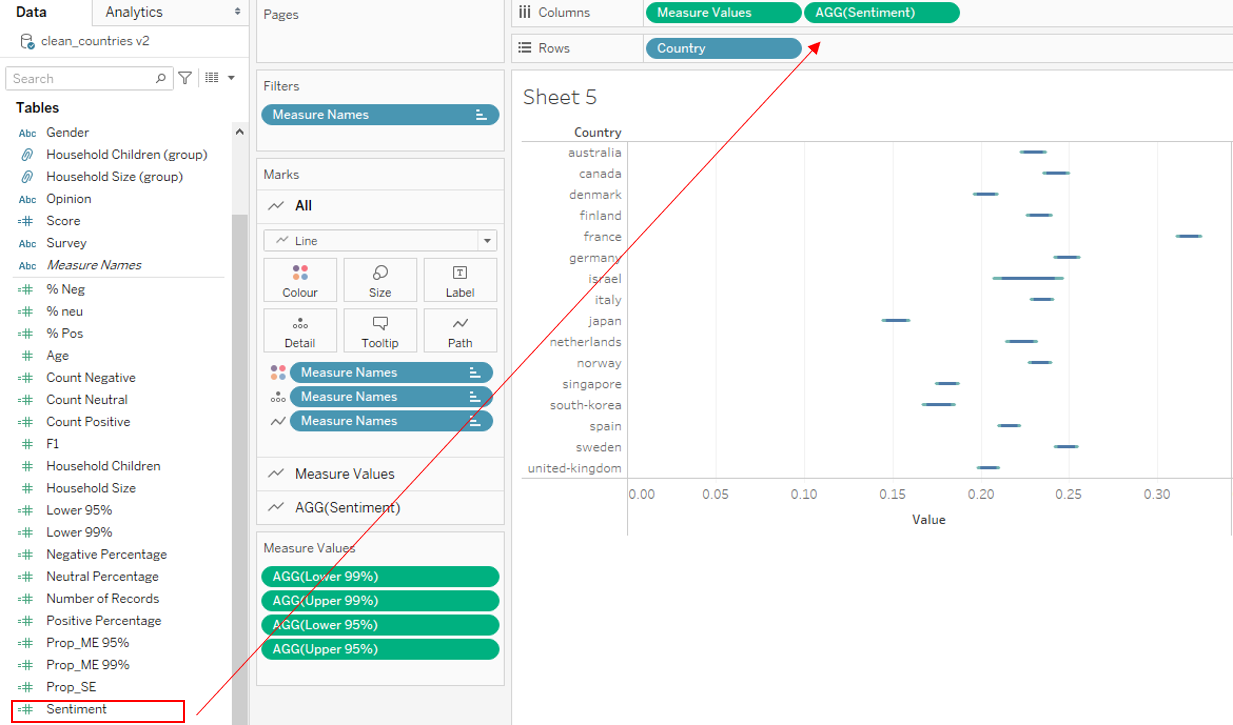 Data
Analytics
clean_countries v2
Search
Tables
Abc Gender
Household Children (group)
Household Size (group)
Abc Opinion
=# Score
Abc Survey
Abc Measure Names
=# % Neg
=# % neu
=# % Pos
# Age
=# Count Negative
=# Count Neutral
=# Count Positive
# F1
# Household Children
# Household Size
=# Lower 95%
=# Lower 99%
=# Negative Percentage
=# Neutral Percentage
=# Number of Records
=# Positive Percentage
=# Prop_ME 95%
=# Prop_ME 99%
=# Prop_SE
=# Sentiment
Pages
Filters
Measure Names
Marks
All
Line
Colour
Size
Label
Detail
Tooltip
Path
Measure Names
Measure Names
Measure Names
Measure Values
AGG(Sentiment)
Measure Values
AGG(Lower 99%)
AGG(Upper 99%)
AGG(Lower 95%)
AGG(Upper 95%)
Columns
Measure Values
AGG(Sentiment)
Rows
Country
Sheet 5
Country
australia
canada
denmark
finland
france
germany
israel
italy
japan
netherlands
norway
singapore
south-korea
spain
sweden
united-kingdom
0.00 0.05 0.10 0.15 0.20 0.25 0.30
Value